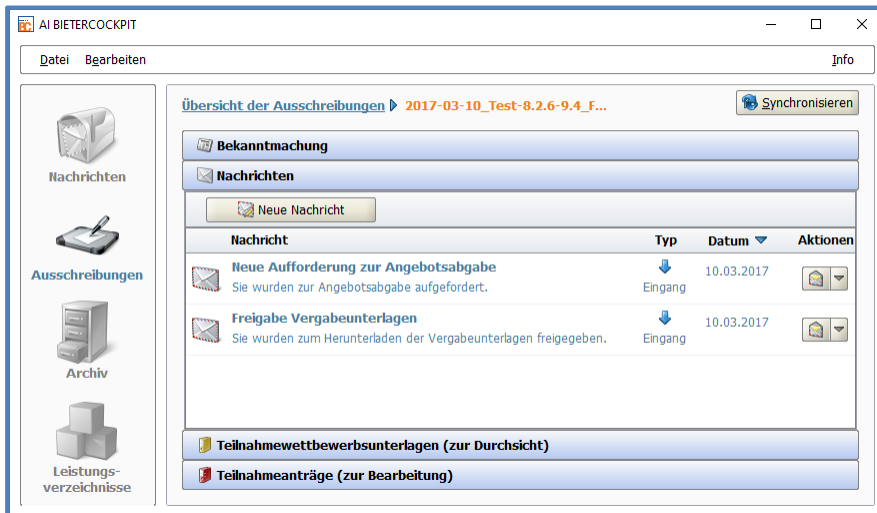 AI BIETERCOCKPIT
Datei Bearbeiten Info
Übersicht der Ausschreibungen 2017-03-10_Test-8.2.6-9.4_F... Synchronisieren
Bekanntmachung
Nachrichten
Nachrichten
Neue Nachricht
Nachricht Typ Datum Aktionen
Ausschreibungen
Neue Aufforderung zur Angebotsabgabe
Sie wurden zur Angebotsabgabe aufgefordert.
Eingang
10.03.2017
Freigabe Vergabeunterlagen
Sie wurden zum Herunterladen der Vergabeunterlagen freigegeben.
Eingang
10.03.2017
Archiv
Teilnahmewettbewerbsunterlagen (zur Durchsicht)
Teilnahmeanträge (zur Bearbeitung)
Leistungs-
verzeichnisse